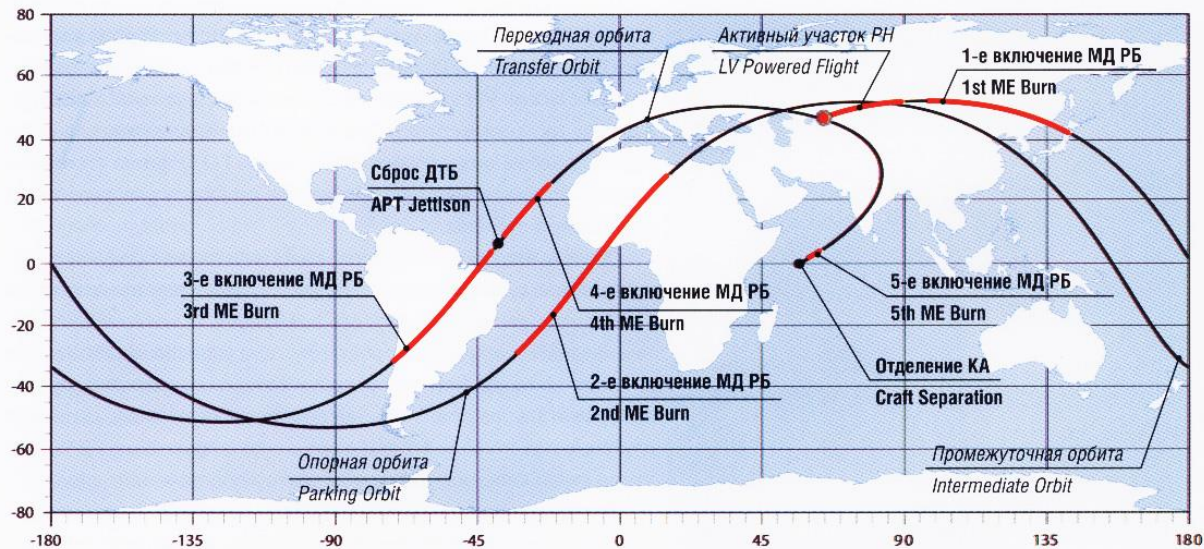 80
60
40
20
0
-20
-40
-60
-80
Переходная орбита
Transfer Orbit
Активный участок РН
LV Powered Flight
1-е включение МД РБ
1st ME Burn
Сброс ДТБ
APT Jettison
3-е включение МД РБ
3rd ME Burn
4-е включение МД РБ
4th ME Burn
5-е включение МД РБ
5th ME Burn
2-е включение МД РБ
2nd ME Burn
Отделение КА
Craft Separation
Опорная орбита
Parking Orbit
Промежуточная орбита
Intermediate Orbit
-180 -135 -90 -45 0 45 90 135 180